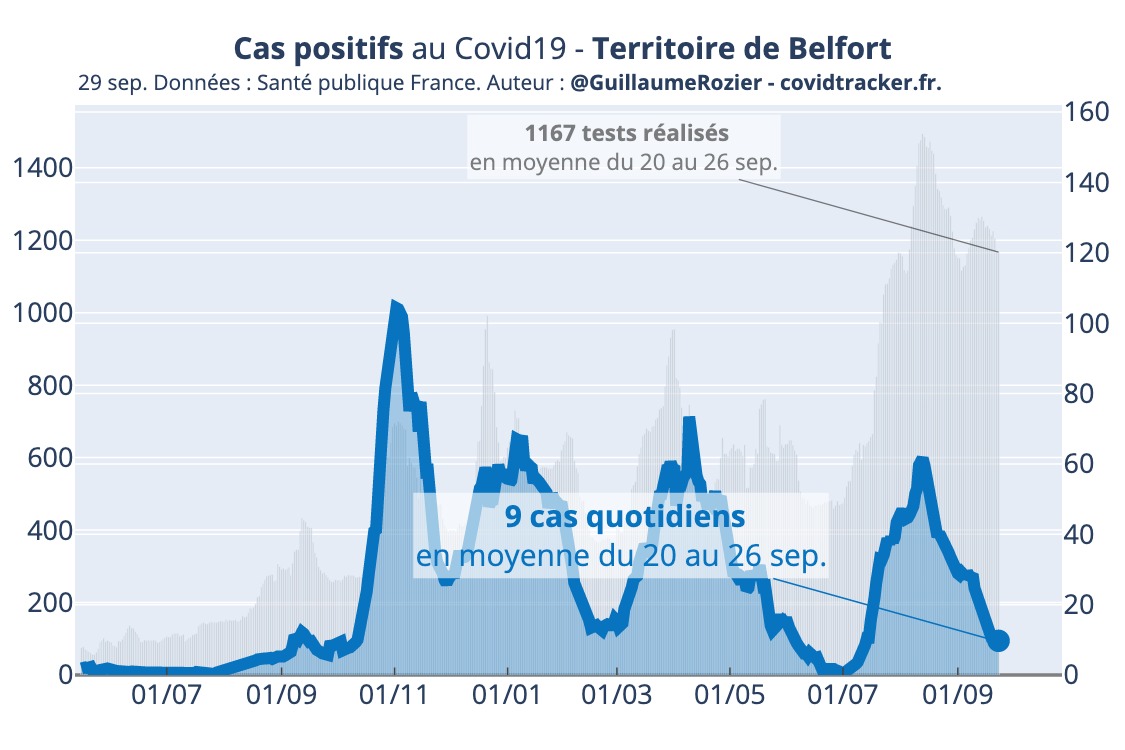 Cas positifs au Covid19 - Territoire de Belfort
29 sep. Données : Santé publique France. Auteur : @GuillaumeRozier - covidtracker.fr.
160
1167 tests réalisés
en moyenne du 20 au 26 sep.
1400
140
1200
120
1000
100
800
80
600
60
9 cas quotidiens
400
40
en moyenne du 20 au 26 sep.
200
20
0
0
01/07 01/09 01/11 01/01 01/03 01/05 01/07 01/09